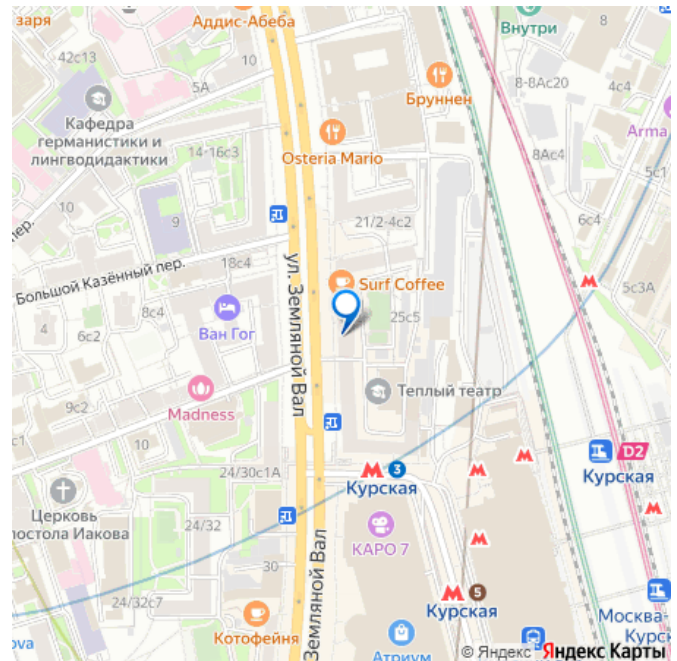 заря
Аддис-Абеба
Внутри
42с13
10
5А
Бруннен
8-8Ас20
4с4
Кафедра
германистики и
лингводидактики
14-16с3
Osteria Mario
Arma
8Ас4
5с1
10
9
пер.
21/2-4с2
6с4
Большой Казённый пер.
18с4
ул. Земляной Вал
Surf Coffee
5с3А
4
6с2
8с4
Ван Гог
25с5
9с2
Madness
Теплый театр
10
24/30с1А
3
Курская
D2
Курская
Церковь
постола Иакова
24/32
КАРО 7
30
Земляной Вал
24/32с7
5
Курская
Москва-
Курск
Котофейня
Атриум
© Яндекс Яндекс Карты